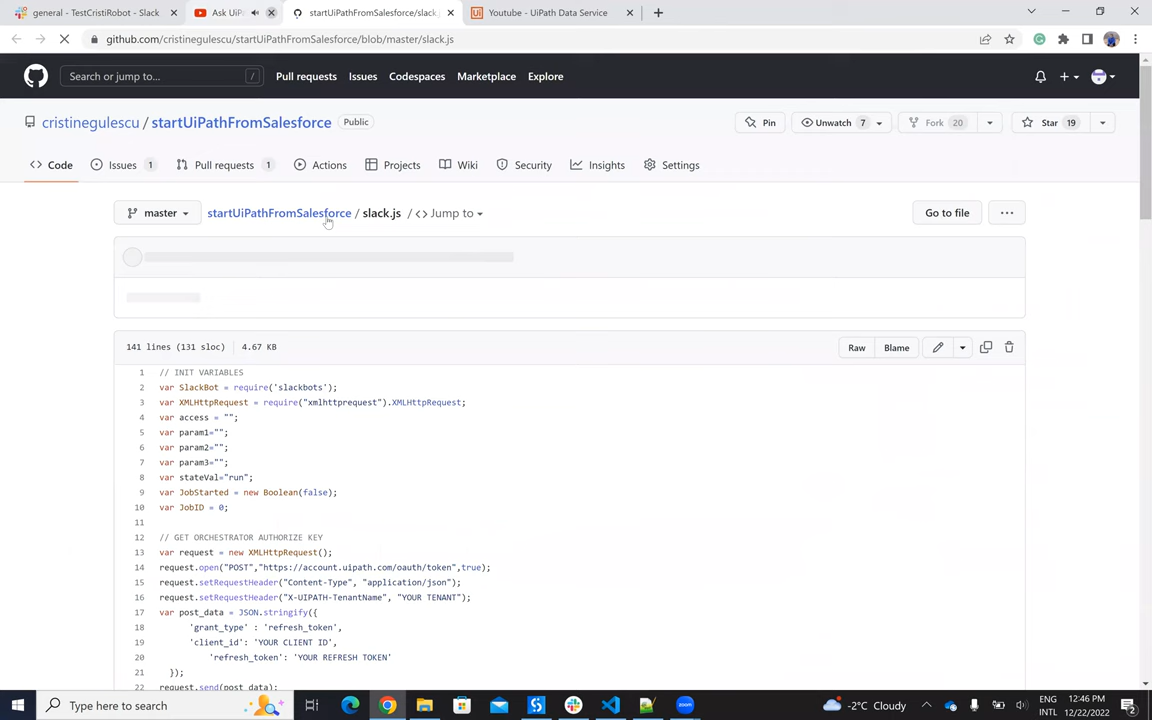 general - TestCristiRobot - Slack
Ask UiP
startUiPathFromSalesforce/slack.j
Youtube - UiPath Data Service
github.com/cristinegulescu/startUiPathFromSalesforce/blob/master/slack.js
Search or jump to...
/
Pull requests
Issues
Codespaces
Marketplace
Explore
cristinegulescu / startUiPathFromSalesforce
Public
Pin
Unwatch 7
Fork 20
Star 19
Code
Issues 1
Pull requests 1
Actions
Projects
Wiki
Security
Insights
Settings
master
startUiPathFromSalesforce / slack.js / <> Jump to
Go to file
...
141 lines (131 sloc) 4.67 KB
Raw
Blame
1 // INIT VARIABLES
2 var SlackBot = require('slackbots');
3 var XMLHttpRequest = require("xmlhttprequest").XMLHttpRequest;
4 var access = "";
5 var param1="";
6 var param2="";
7 var param3="";
8 var stateVal="run";
9 var JobStarted = new Boolean(false);
10 var JobID = 0;
11
12 // GET ORCHESTRATOR AUTHORIZE KEY
13 var request = new XMLHttpRequest();
14 request.open("POST","https://account.uipath.com/oauth/token",true);
15 request.setRequestHeader("Content-Type", "application/json");
16 request.setRequestHeader("X-UIPATH-TenantName", "YOUR TENANT");
17 var post_data = JSON.stringify({
18 'grant_type' : 'refresh_token',
19 'client_id': 'YOUR CLIENT ID',
20 'refresh_token': 'YOUR REFRESH TOKEN'
21 });
22 request.send(post_data);
Type here to search
-2°C Cloudy
ENG
INTL
12:46 PM
12/22/2022
2